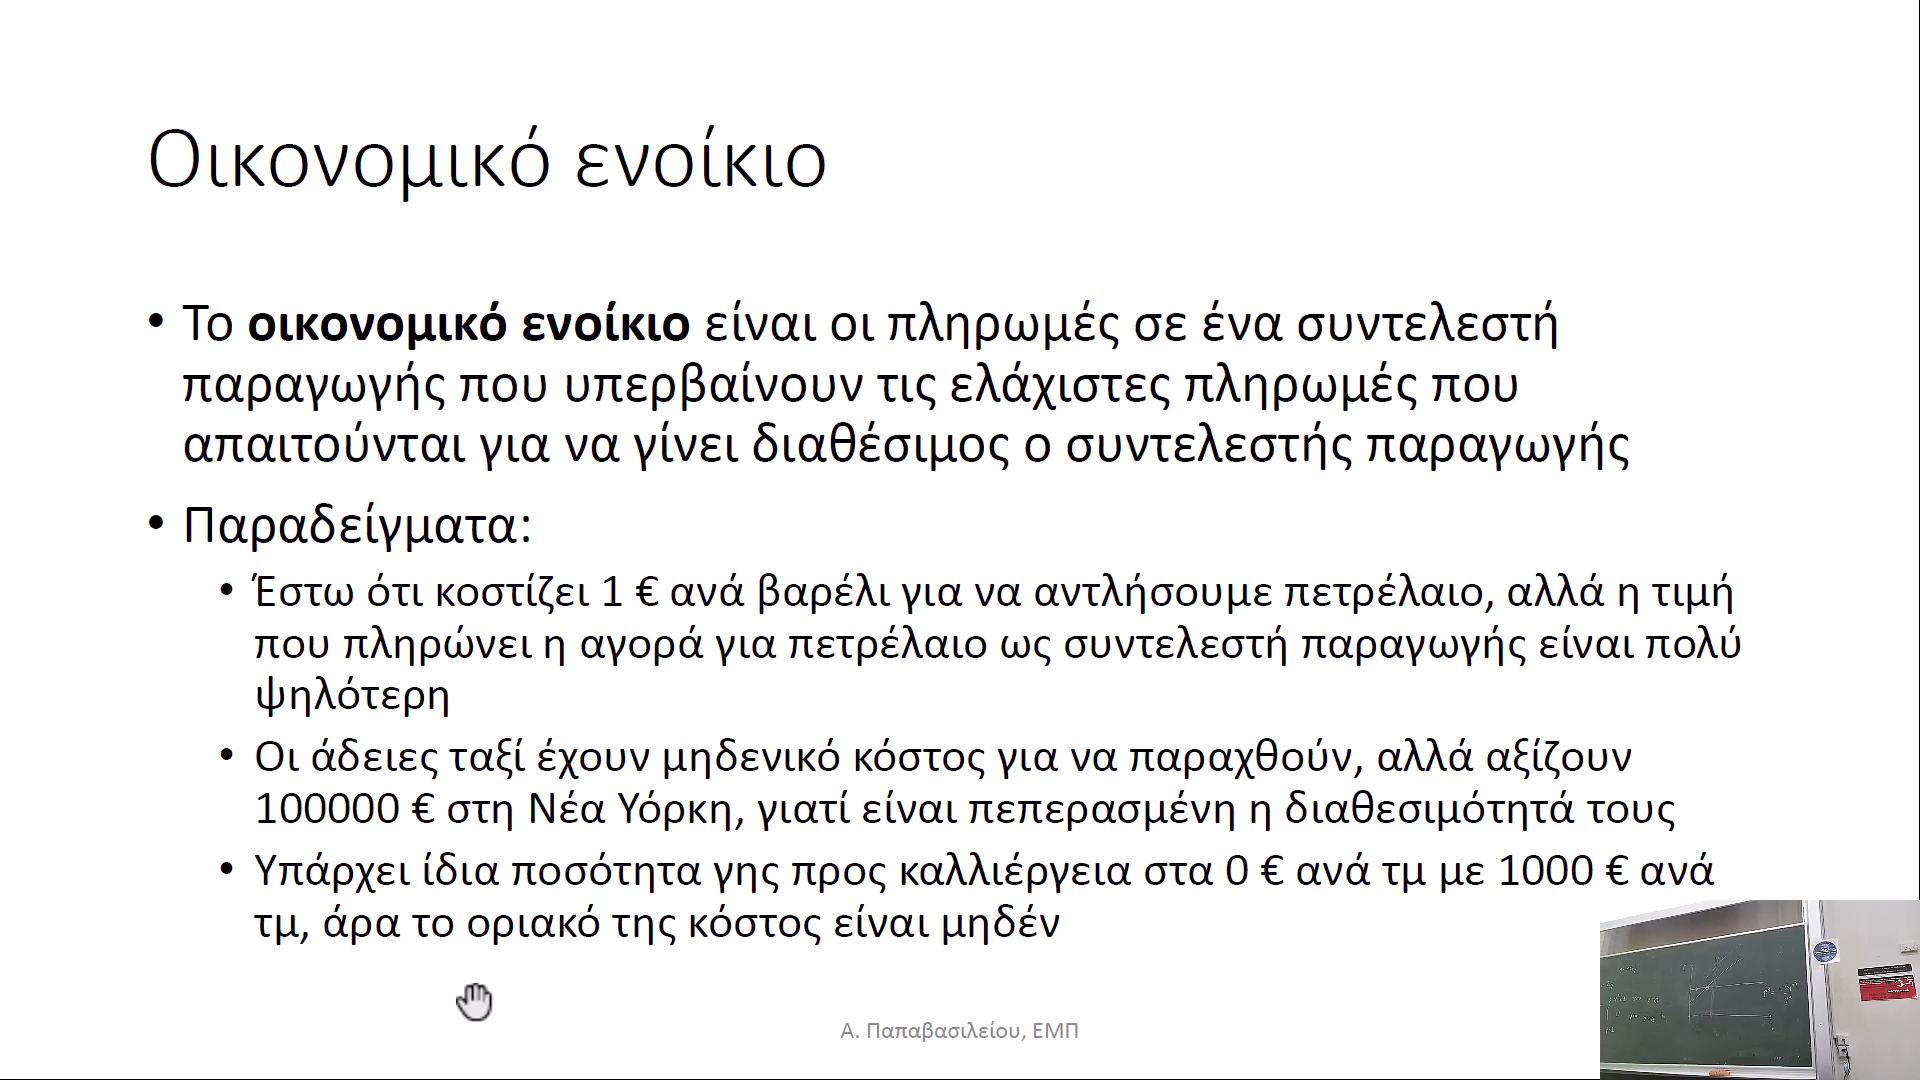 Οικονομικό ενοίκιο
• Το οικονομικό ενοίκιο είναι οι πληρωμές σε ένα συντελεστή
παραγωγής που υπερβαίνουν τις ελάχιστες πληρωμές που
απαιτούνται για να γίνει διαθέσιμος ο συντελεστής παραγωγής
• Παραδείγματα:
• Έστω ότι κοστίζει 1 € ανά βαρέλι για να αντλήσουμε πετρέλαιο, αλλά η τιμή
που πληρώνει η αγορά για πετρέλαιο ως συντελεστή παραγωγής είναι πολύ
ψηλότερη
• Οι άδειες ταξί έχουν μηδενικό κόστος για να παραχθούν, αλλά αξίζουν
100000 € στη Νέα Υόρκη, γιατί είναι πεπερασμένη η διαθεσιμότητά τους
• Υπάρχει ίδια ποσότητα γης προς καλλιέργεια στα 0 € ανά τμ με 1000 € ανά
τμ, άρα το οριακό της κόστος είναι μηδέν
Α. Παπαβασιλείου, ΕΜΠ